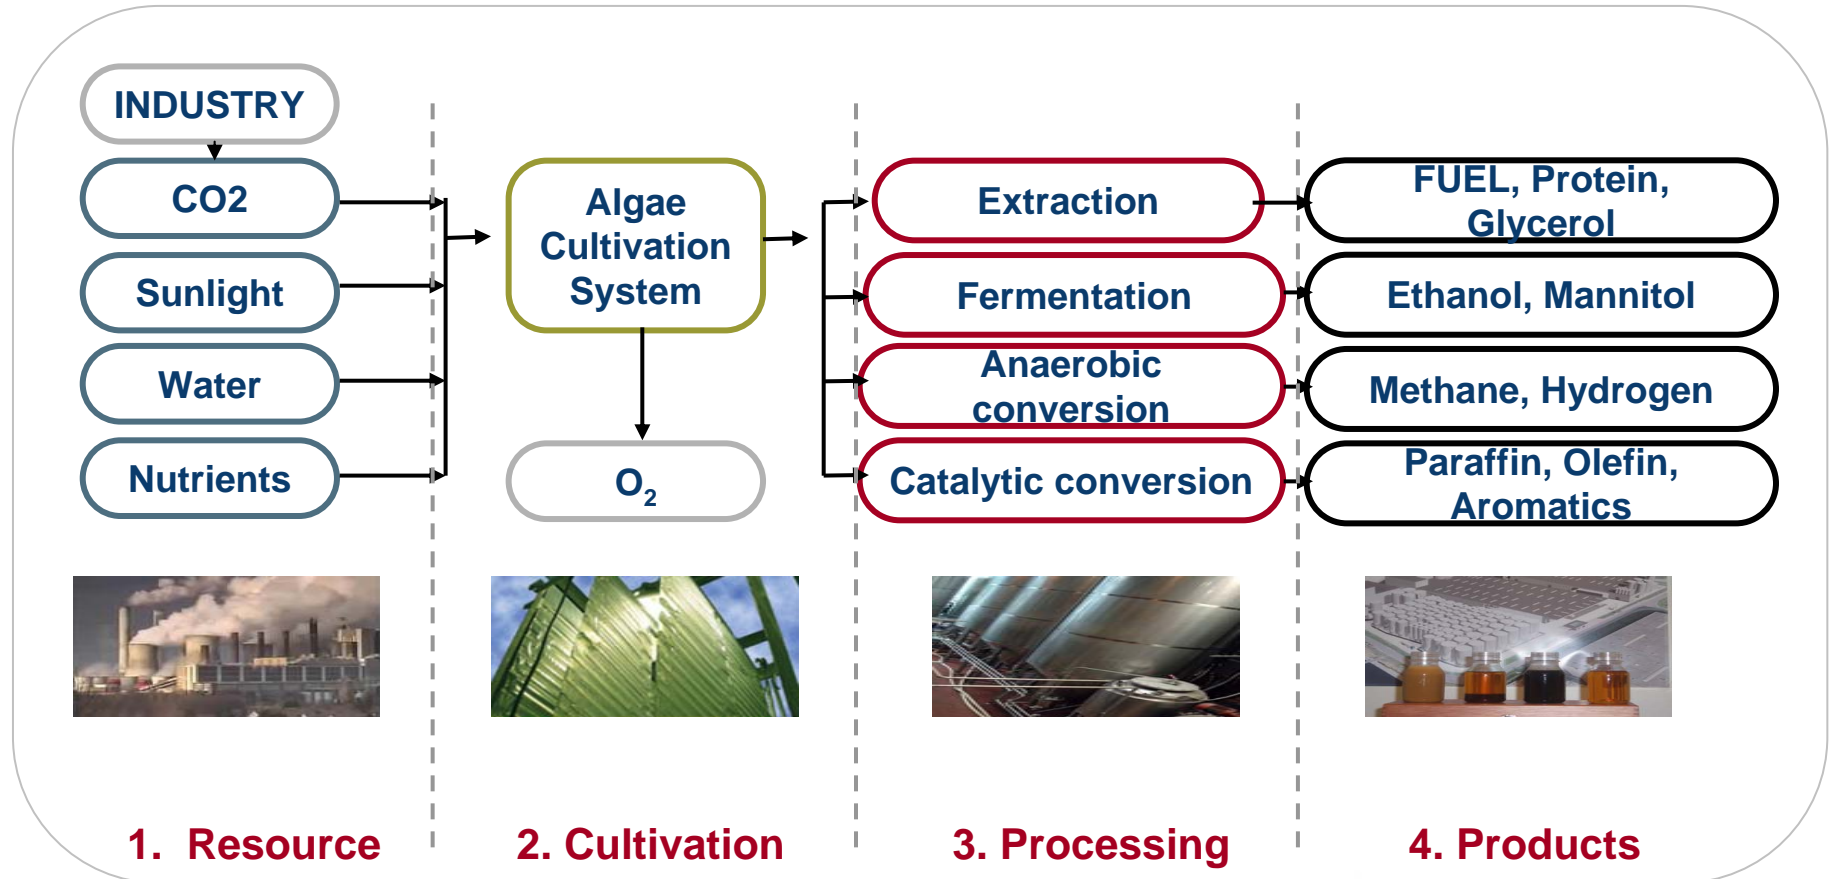 INDUSTRY
CO2
Sunlight
Water
Nutrients
Algae
Cultivation
System
O₂
Extraction
Fermentation
Anaerobic
conversion
Catalytic conversion
FUEL, Protein,
Glycerol
Ethanol, Mannitol
Methane, Hydrogen
Paraffin, Olefin,
Aromatics
1. Resource
2. Cultivation
3. Processing
4. Products